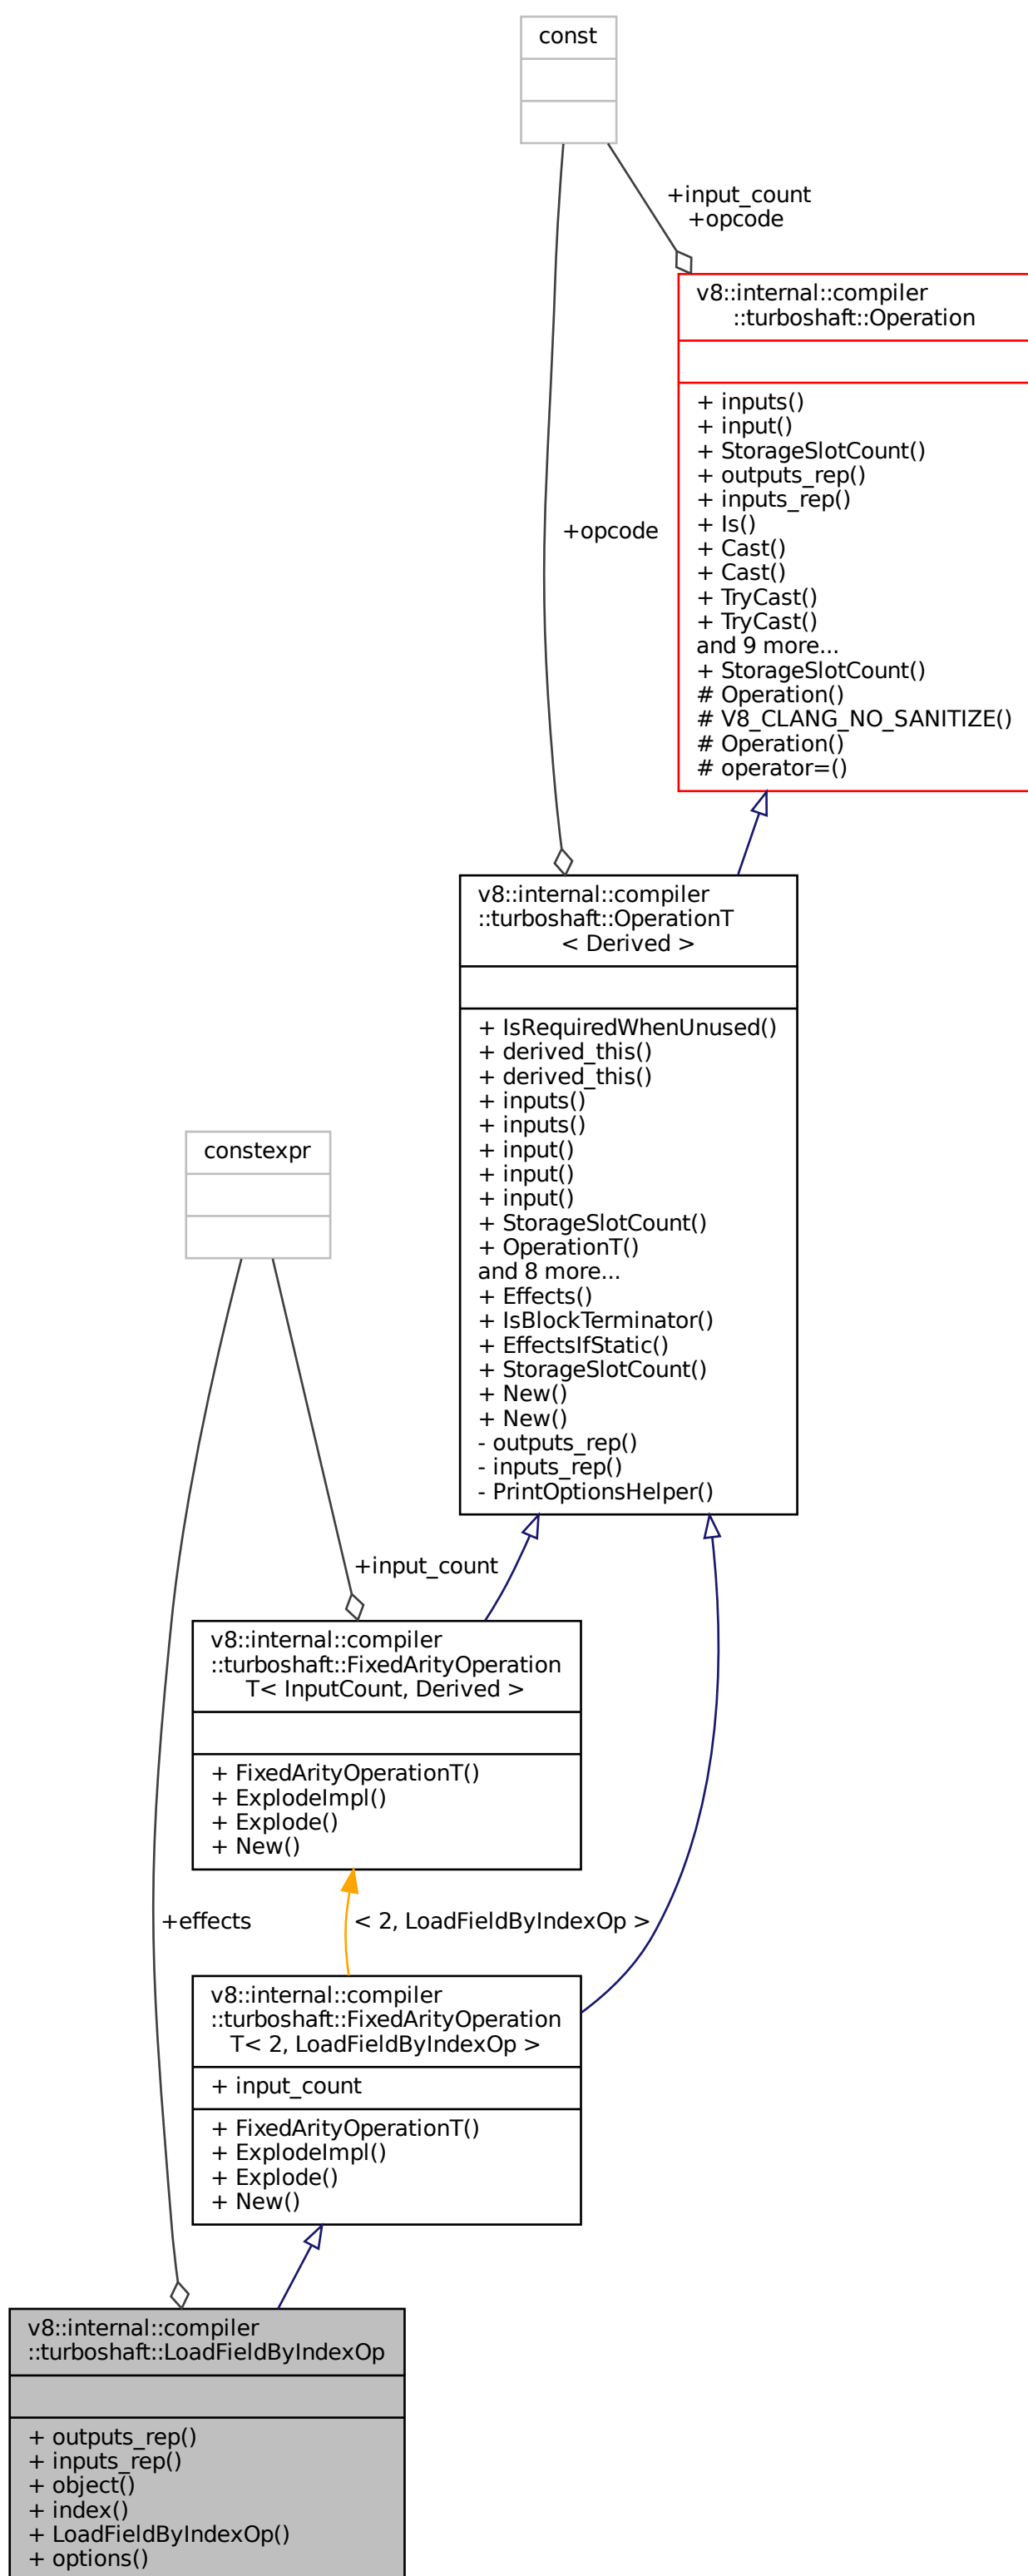 const
+input_count
+opcode
v8::internal::compiler
::turboshaft::Operation
+ inputs()
+ input()
+ StorageSlotCount()
+ outputs_rep()
+ inputs_rep()
+ Is()
+ Cast()
+ Cast()
+ TryCast()
+ TryCast()
and 9 more...
+ StorageSlotCount()
# Operation()
# V8_CLANG_NO_SANITIZE()
# Operation()
# operator=()
+opcode
v8::internal::compiler
::turboshaft::OperationT
< Derived >
+ IsRequiredWhenUnused()
+ derived_this()
+ derived_this()
+ inputs()
+ inputs()
+ input()
+ input()
+ input()
+ StorageSlotCount()
+ OperationT()
and 8 more...
+ Effects()
+ IsBlockTerminator()
+ EffectsIfStatic()
+ StorageSlotCount()
+ New()
+ New()
- outputs_rep()
- inputs_rep()
- PrintOptionsHelper()
constexpr
+input_count
v8::internal::compiler
::turboshaft::FixedArityOperation
T< InputCount, Derived >
+ FixedArityOperationT()
+ ExplodeImpl()
+ Explode()
+ New()
+effects
< 2, LoadFieldByIndexOp >
v8::internal::compiler
::turboshaft::FixedArityOperation
T< 2, LoadFieldByIndexOp >
+ input_count
+ FixedArityOperationT()
+ ExplodeImpl()
+ Explode()
+ New()
v8::internal::compiler
::turboshaft::LoadFieldByIndexOp
+ outputs_rep()
+ inputs_rep()
+ object()
+ index()
+ LoadFieldByIndexOp()
+ options()